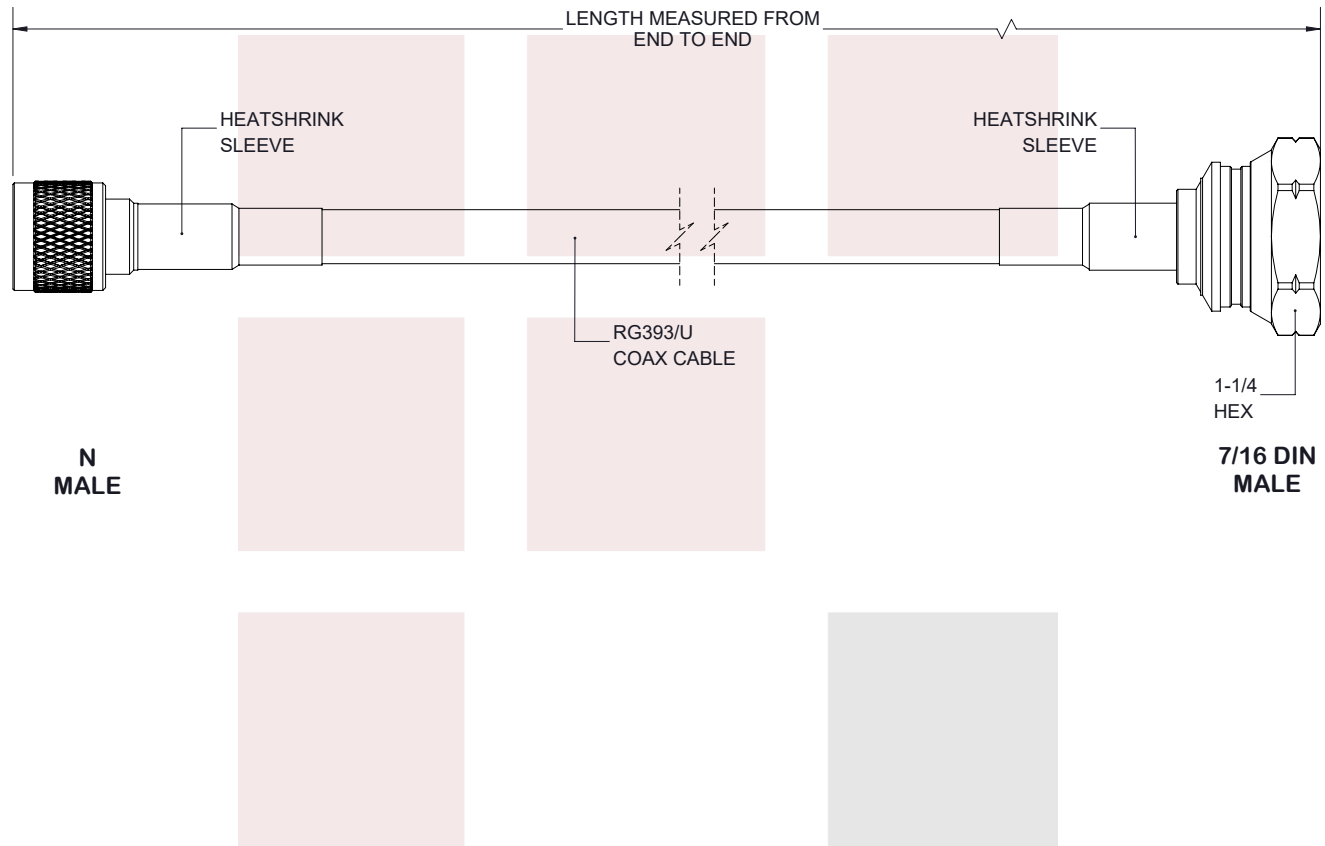 LENGTH MEASURED FROM
END TO END
HEATSHRINK
SLEEVE
HEATSHRINK
SLEEVE
RG393/U
COAX CABLE
1-1/4
HEX
N
MALE
7/16 DIN
MALE